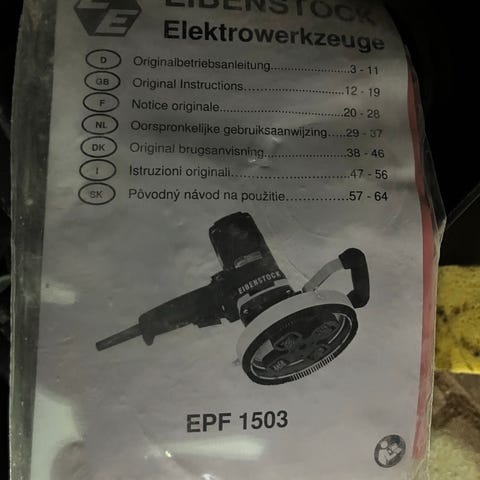 EIBENSTOCK
Elektrowerkzeuge
D Originalbetriebsanleitung...............3 - 11
GB Original Instructions.....................12 - 19
F Notice originale............................20 - 28
NL Oorspronkelijke gebruiksaanwijzing....29 - 37
DK Original brugsanvisning.................38 - 46
I Istruzioni originali........................47 - 56
SK Pôvodný návod na použitie..............57 - 64
EIBENSTOCK
EPF 1503